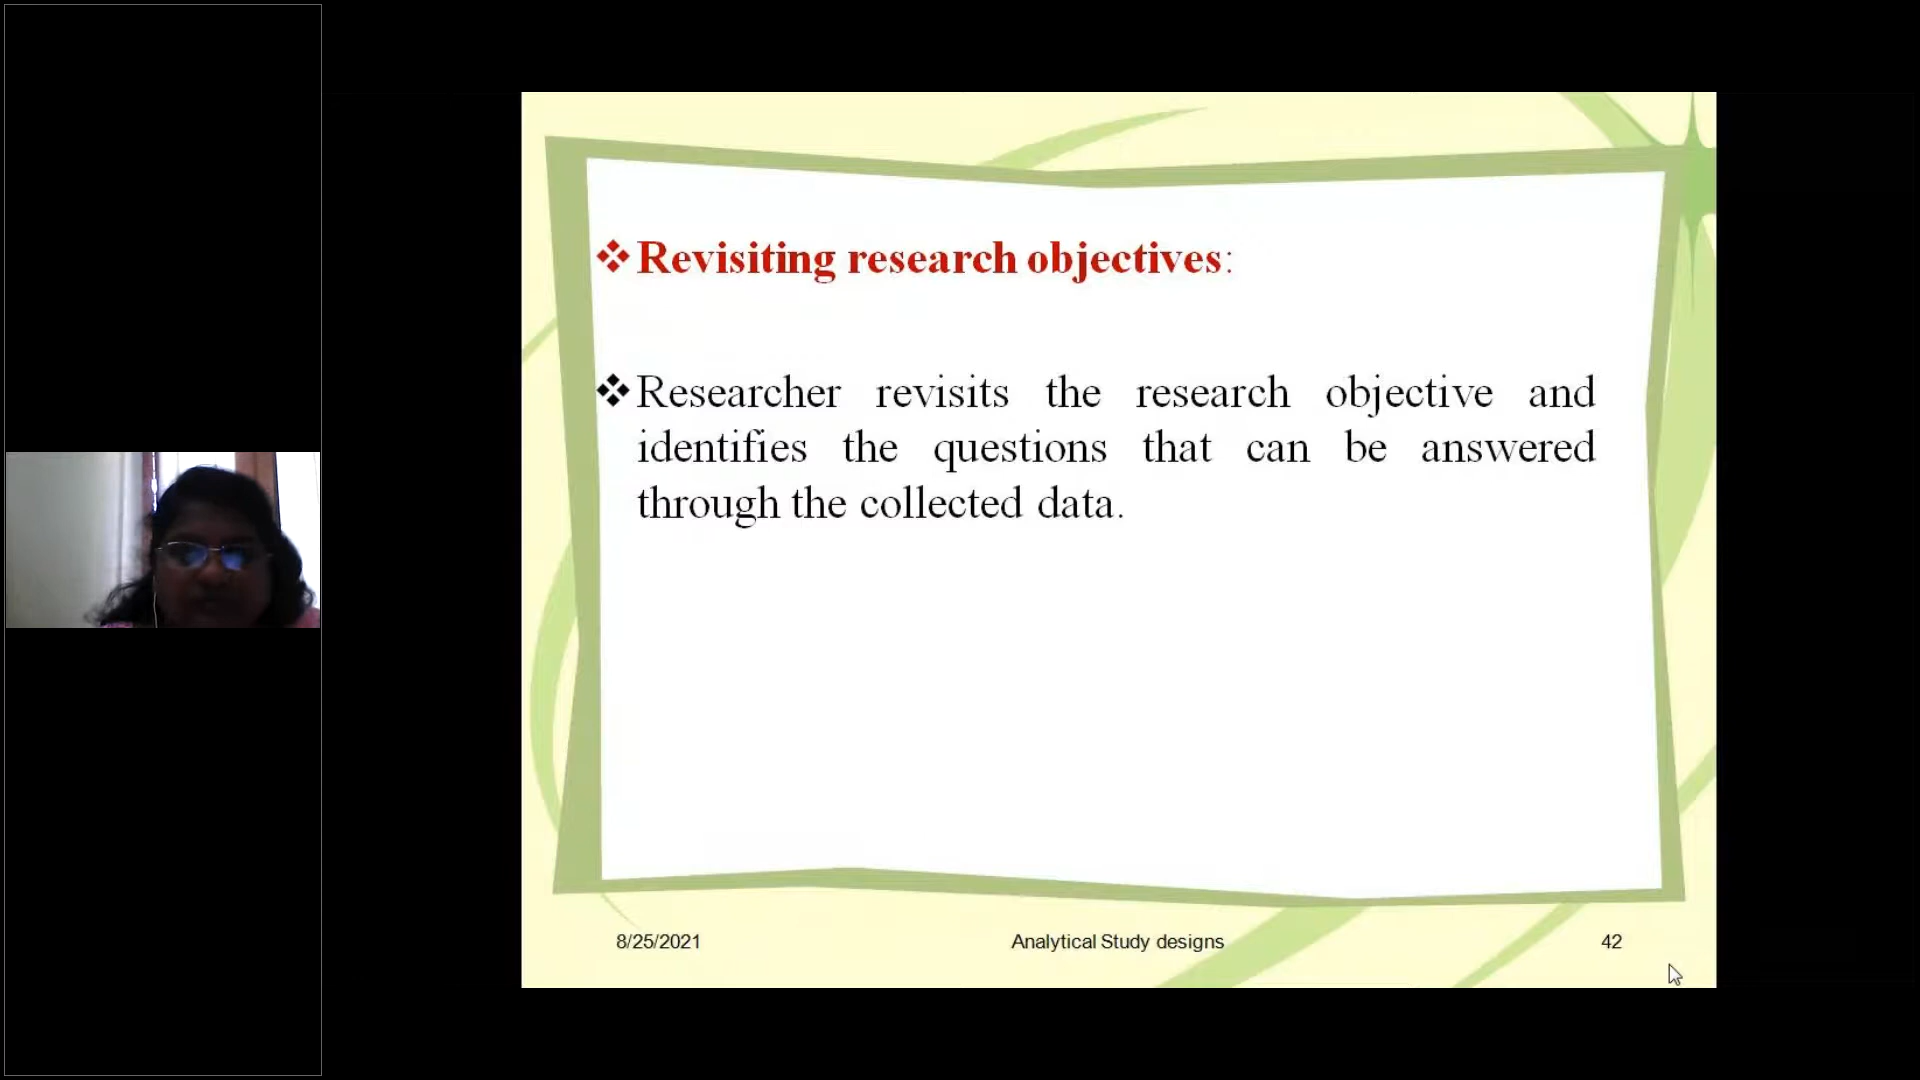 Revisiting research objectives:
Researcher revisits the research objective and
identifies the questions that can be answered
through the collected data.
8/25/2021
Analytical Study designs
42